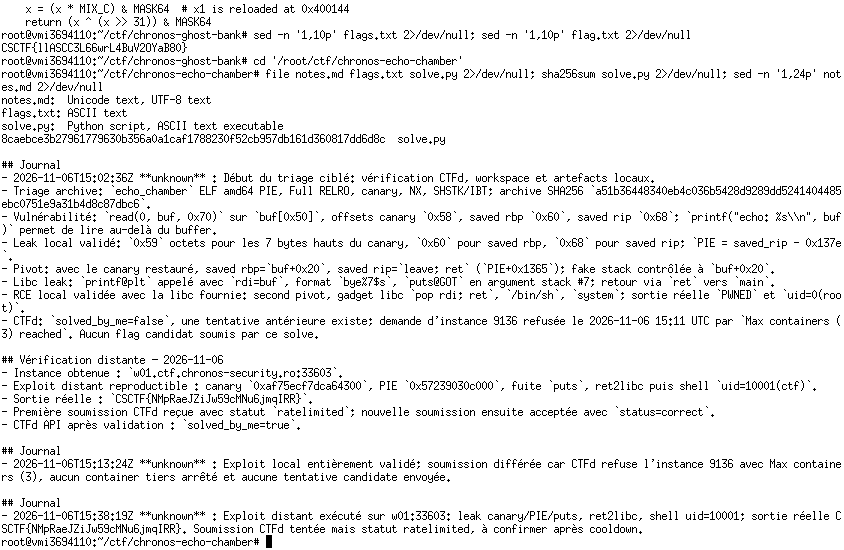 x = (x * MIX_C) & MASK64  # x1 is reloaded at 0x400144
    return (x ^ (x >> 31)) & MASK64
root@vmi3694110:~/ctf/chronos-ghost-bank# sed -n '1,10p' flags.txt 2>/dev/null; sed -n '1,10p' flag.txt 2>/dev/null
CSCTF{llASCC3L66wrL4BuV2OYaB80}
root@vmi3694110:~/ctf/chronos-ghost-bank# cd '/root/ctf/chronos-echo-chamber'
root@vmi3694110:~/ctf/chronos-echo-chamber# file notes.md flags.txt solve.py 2>/dev/null; sha256sum solve.py 2>/dev/null; sed -n '1,24p' not
es.md 2>/dev/null
notes.md:  Unicode text, UTF-8 text
flags.txt: ASCII text
solve.py:  Python script, ASCII text executable
8caebce3b27961779630b356a0a1caf1788230f52cb957db161d360817dd6d8c  solve.py

## Journal
- 2026-11-06T15:02:36Z **unknown** : Début du triage ciblé: vérification CTFd, workspace et artefacts locaux.
- Triage archive: `echo_chamber` ELF amd64 PIE, Full RELRO, canary, NX, SHSTK/IBT; archive SHA256 `a51b36448340eb4c036b5428d9289dd5241404485
ebc0751e9a31b4d8c87dbc6`.
- Vulnérabilité: `read(0, buf, 0x70)` sur `buf[0x50]`, offsets canary `0x58`, saved rbp `0x60`, saved rip `0x68`; `printf("echo: %s\\n", buf
)` permet de lire au-delà du buffer.
- Leak local validé: `0x59` octets pour les 7 bytes hauts du canary, `0x60` pour saved rbp, `0x68` pour saved rip; `PIE = saved_rip - 0x137e
`.
- Pivot: avec le canary restauré, saved rbp=`buf+0x20`, saved rip=`leave; ret` (`PIE+0x1365`); fake stack contrôlée à `buf+0x20`.
- Libc leak: `printf@plt` appelé avec `rdi=buf`, format `bye%7$s`, `puts@GOT` en argument stack #7; retour via `ret` vers `main`.
- RCE local validée avec la libc fournie: second pivot, gadget libc `pop rdi; ret`, `/bin/sh`, `system`; sortie réelle `PWNED` et `uid=0(roo
t)`.
- CTFd: `solved_by_me=false`, une tentative antérieure existe; demande d'instance 9136 refusée le 2026-11-06 15:11 UTC par `Max containers (
3) reached`. Aucun flag candidat soumis par ce solve.

## Vérification distante — 2026-11-06
- Instance obtenue : `w01.ctf.chronos-security.ro:33603`.
- Exploit distant reproductible : canary `0xaf75ecf7dca64300`, PIE `0x57239030c000`, fuite `puts`, ret2libc puis shell `uid=10001(ctf)`.
- Sortie réelle : `CSCTF{NMpRaeJZiJw59cMNu6jmqIRR}`.
- Première soumission CTFd reçue avec statut `ratelimited`; nouvelle soumission ensuite acceptée avec `status=correct`.
- CTFd API après validation : `solved_by_me=true`.

## Journal
- 2026-11-06T15:13:24Z **unknown** : Exploit local entièrement validé; soumission différée car CTFd refuse l'instance 9136 avec Max containe
rs (3), aucun container tiers arrêté et aucune tentative candidate envoyée.

## Journal
- 2026-11-06T15:38:19Z **unknown** : Exploit distant exécuté sur w01:33603: leak canary/PIE/puts, ret2libc, shell uid=10001; sortie réelle C
SCTF{NMpRaeJZiJw59cMNu6jmqIRR}. Soumission CTFd tentée mais statut ratelimited, à confirmer après cooldown.
root@vmi3694110:~/ctf/chronos-echo-chamber#